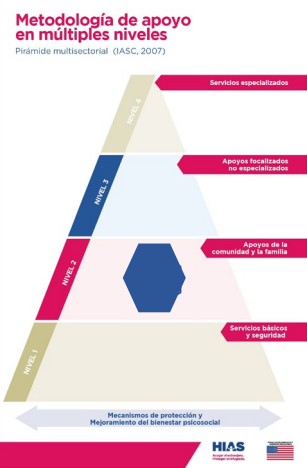 Metodología de apoyo
en múltiples niveles
Pirámide multisectorial (IASC, 2007)
Servicios especializados
NIVEL 4
Apoyos focalizados
no especializados
NIVEL 3
Apoyos de la
comunidad y la familia
NIVEL 2
Servicios básicos
y seguridad
NIVEL 1
Mecanismos de protección y
Mejoramiento del bienestar psicosocial
HIAS